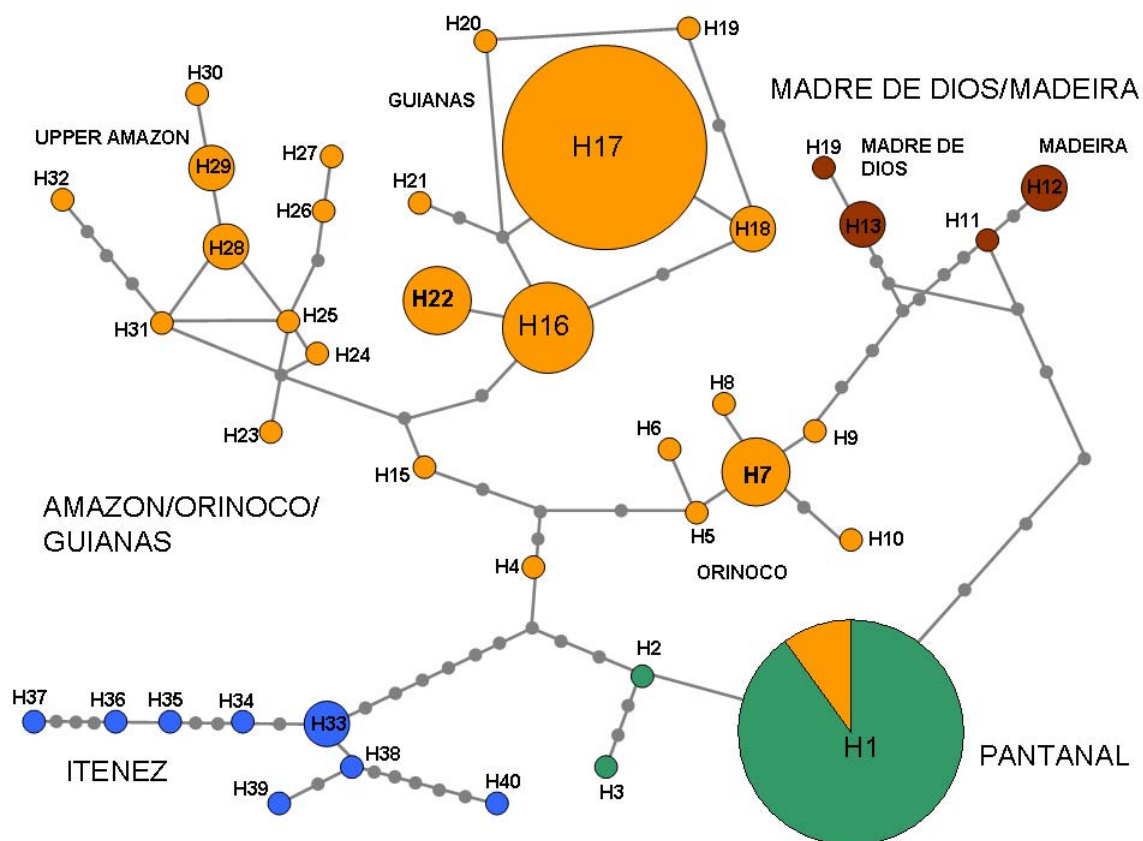 H20
H19
H30
GUIANAS
MADRE DE DIOS/MADEIRA
UPPER AMAZON
H17
H27
H29
H19
MADRE DE
DIOS
MADEIRA
H32
H21
H12
H26
H18
H13
H11
H28
H22
H16
H31
H25
H24
H8
H23
H6
H9
H15
H7
AMAZON/ORINOCO/
GUIANAS
H5
H10
H4
ORINOCO
H2
H37
H36
H35
H34
H33
H1
ITENEZ
H38
PANTANAL
H39
H40
H3